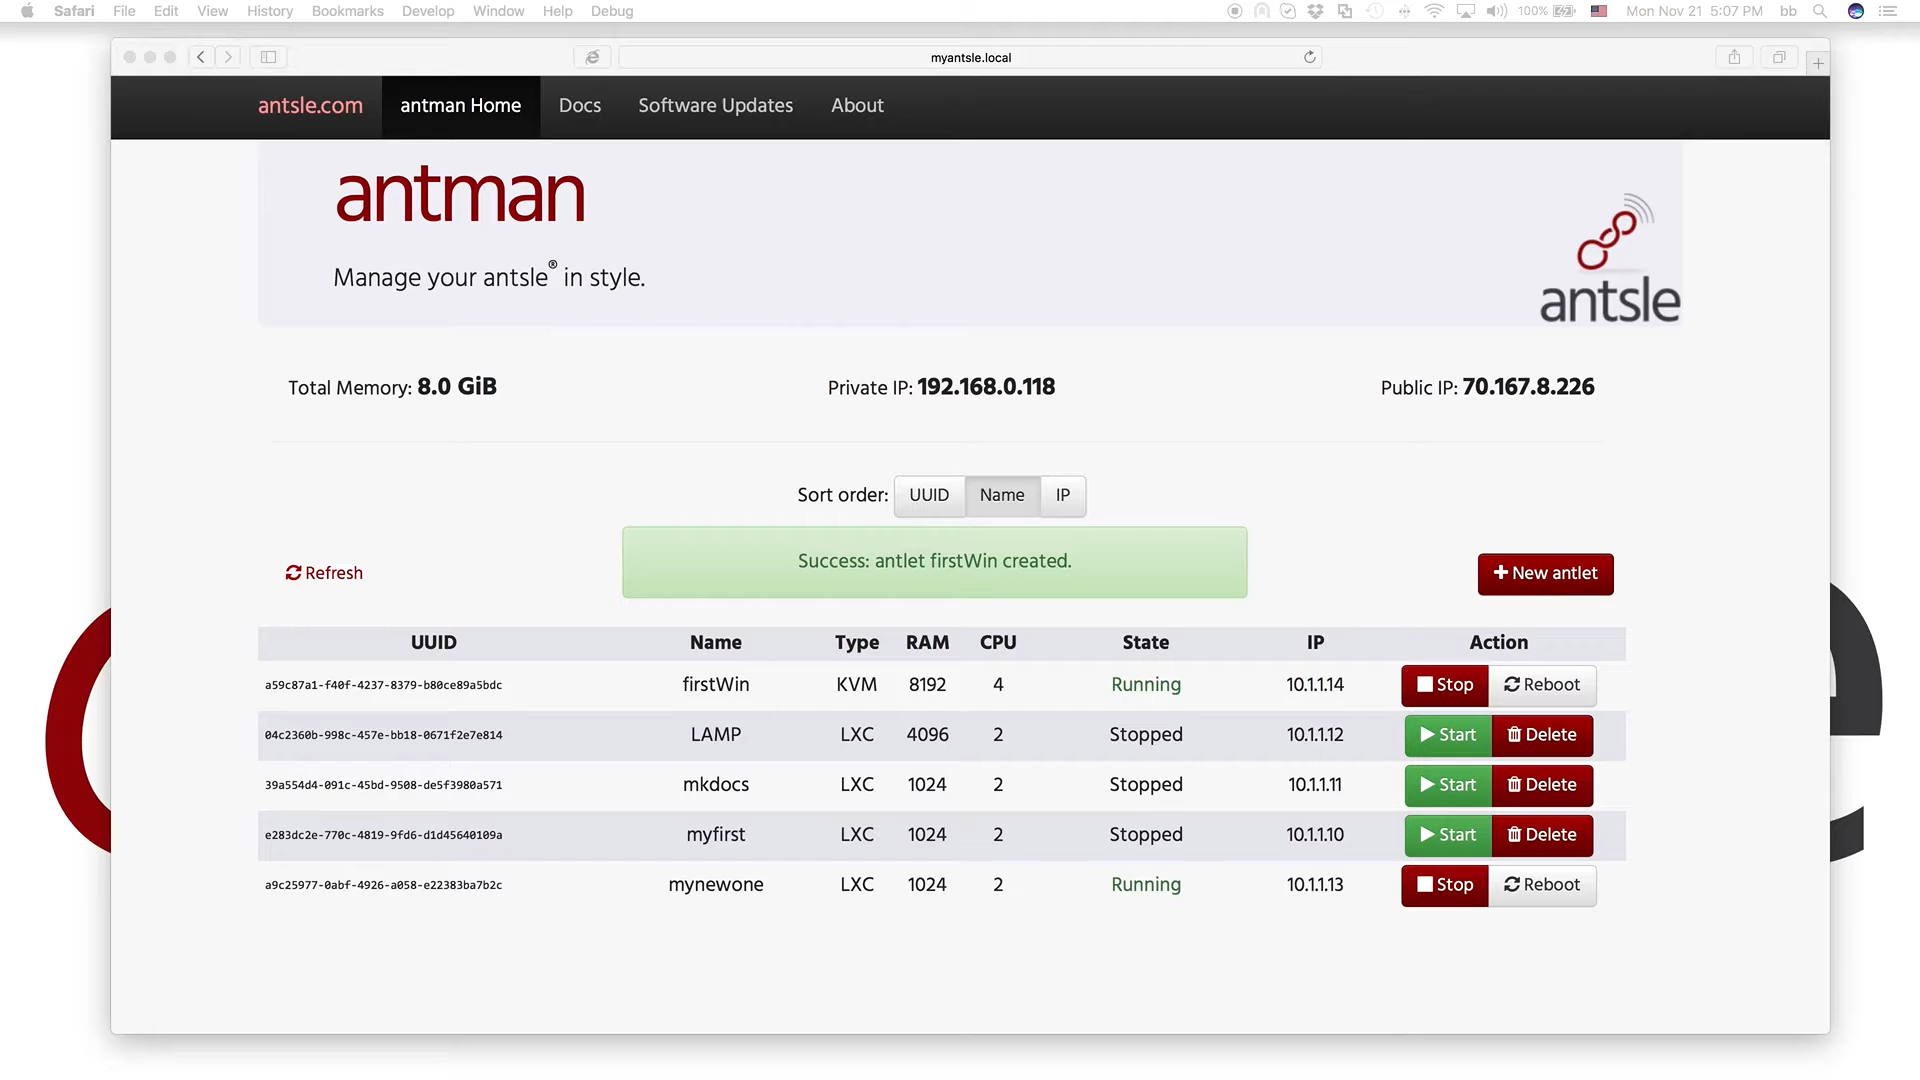 Safari File Edit View History Bookmarks Develop Window Help Debug 100% Mon Nov 21 5:07 PM bb
myantsle.local
antsle.com antman Home Docs Software Updates About
antman
Manage your antsle® in style.
antsle
Total Memory: 8.0 GiB Private IP: 192.168.0.118 Public IP: 70.167.8.226
Sort order: UUID Name IP
Success: antlet firstWin created.
Refresh New antlet
UUID Name Type RAM CPU State IP Action
a59c87a1-f40f-4237-8379-b80ce89a5bdc firstWin KVM 8192 4 Running 10.1.1.14 Stop Reboot
04c2360b-998c-457e-bb18-0671f2e7e814 LAMP LXC 4096 2 Stopped 10.1.1.12 Start Delete
39a554d4-091c-45bd-9508-de5f3980a571 mkdocs LXC 1024 2 Stopped 10.1.1.11 Start Delete
e283dc2e-770c-4819-9fd6-d1d45640109a myfirst LXC 1024 2 Stopped 10.1.1.10 Start Delete
a9c25977-0abf-4926-a058-e22383ba7b2c mynewone LXC 1024 2 Running 10.1.1.13 Stop Reboot